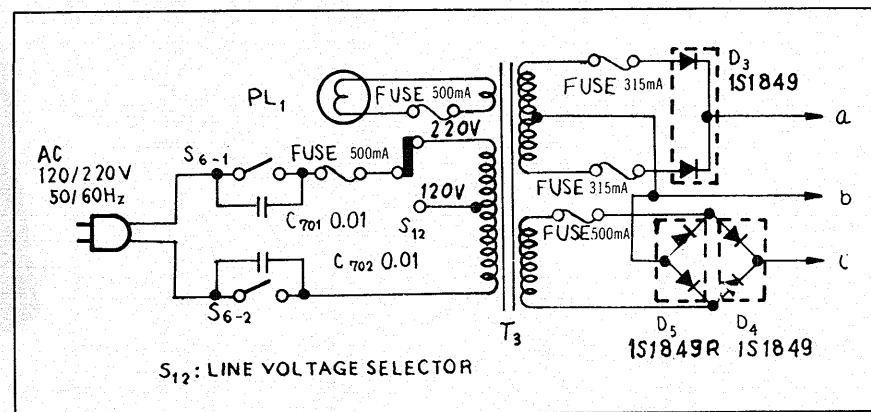 PL1
FUSE 500mA
FUSE 315mA
D3
1S1849
a
220V
AC
120/220V
50/60Hz
S6-1
FUSE 500mA
120V
FUSE 315mA
b
C701 0.01
S12
FUSE 500mA
C702 0.01
c
S6-2
T3
D5 D4
1S1849R 1S1849
S12: LINE VOLTAGE SELECTOR